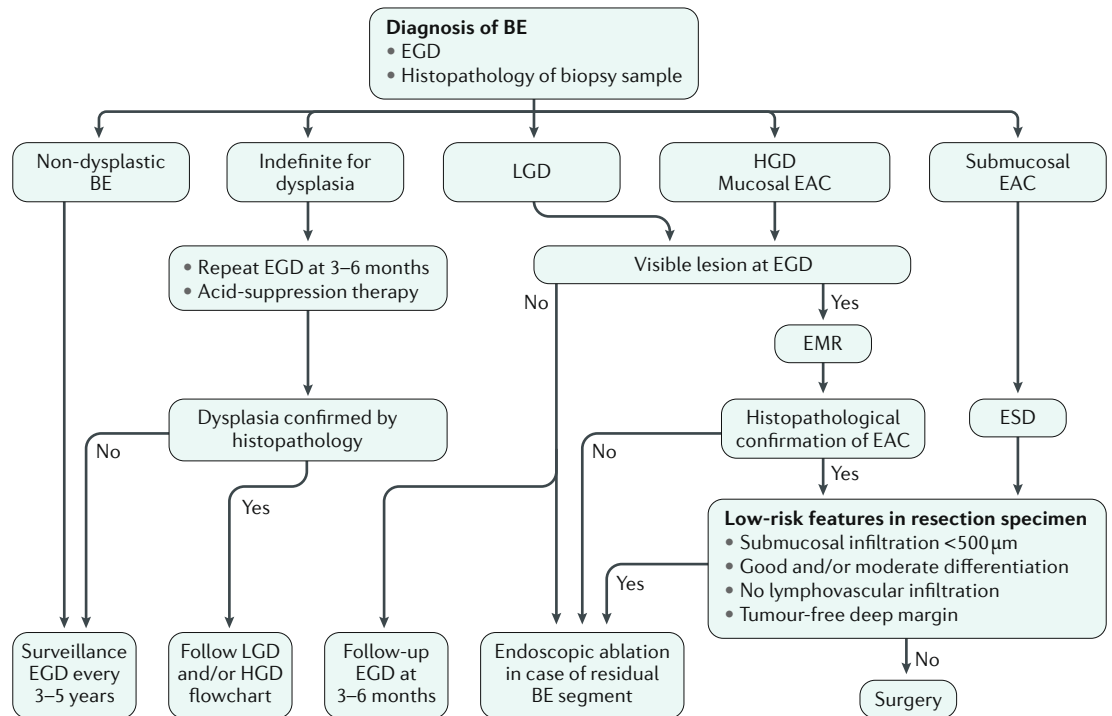 Diagnosis of BE
• EGD
• Histopathology of biopsy sample
Non-dysplastic
BE
Indefinite for
dysplasia
LGD
HGD
Mucosal EAC
Submucosal
EAC
• Repeat EGD at 3–6 months
• Acid-suppression therapy
Visible lesion at EGD
No
Yes
EMR
Dysplasia confirmed by
histopathology
Histopathological
confirmation of EAC
ESD
No
Yes
No
Yes
Low-risk features in resection specimen
• Submucosal infiltration <500 µm
• Good and/or moderate differentiation
• No lymphovascular infiltration
• Tumour-free deep margin
Yes
No
Surveillance
EGD every
3–5 years
Follow LGD
and/or HGD
flowchart
Follow-up
EGD at
3–6 months
Endoscopic ablation
in case of residual
BE segment
Surgery